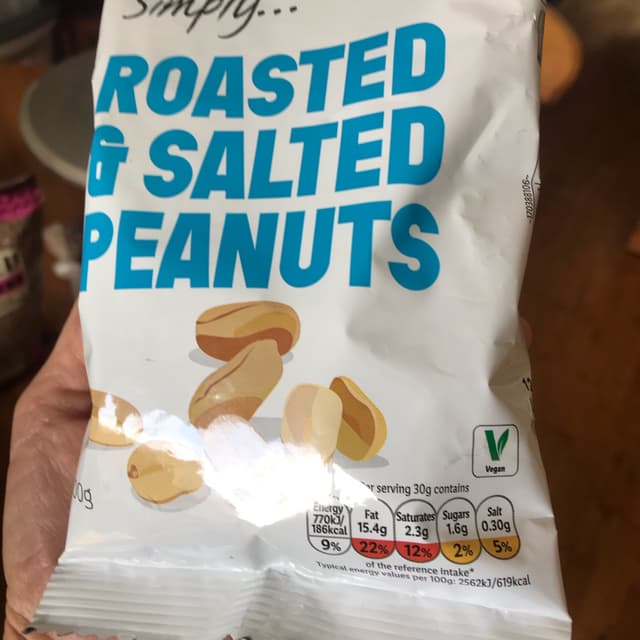 Simply...
ROASTED
& SALTED
PEANUTS
Vegan
serving 30g contains
Energy
770kJ/
186kcal
9%
Fat
15.4g
22%
Saturates
2.3g
12%
Sugars
1.6g
2%
Salt
0.30g
5%
of the reference intake*
Typical energy values per 100g: 2562kJ/619kcal